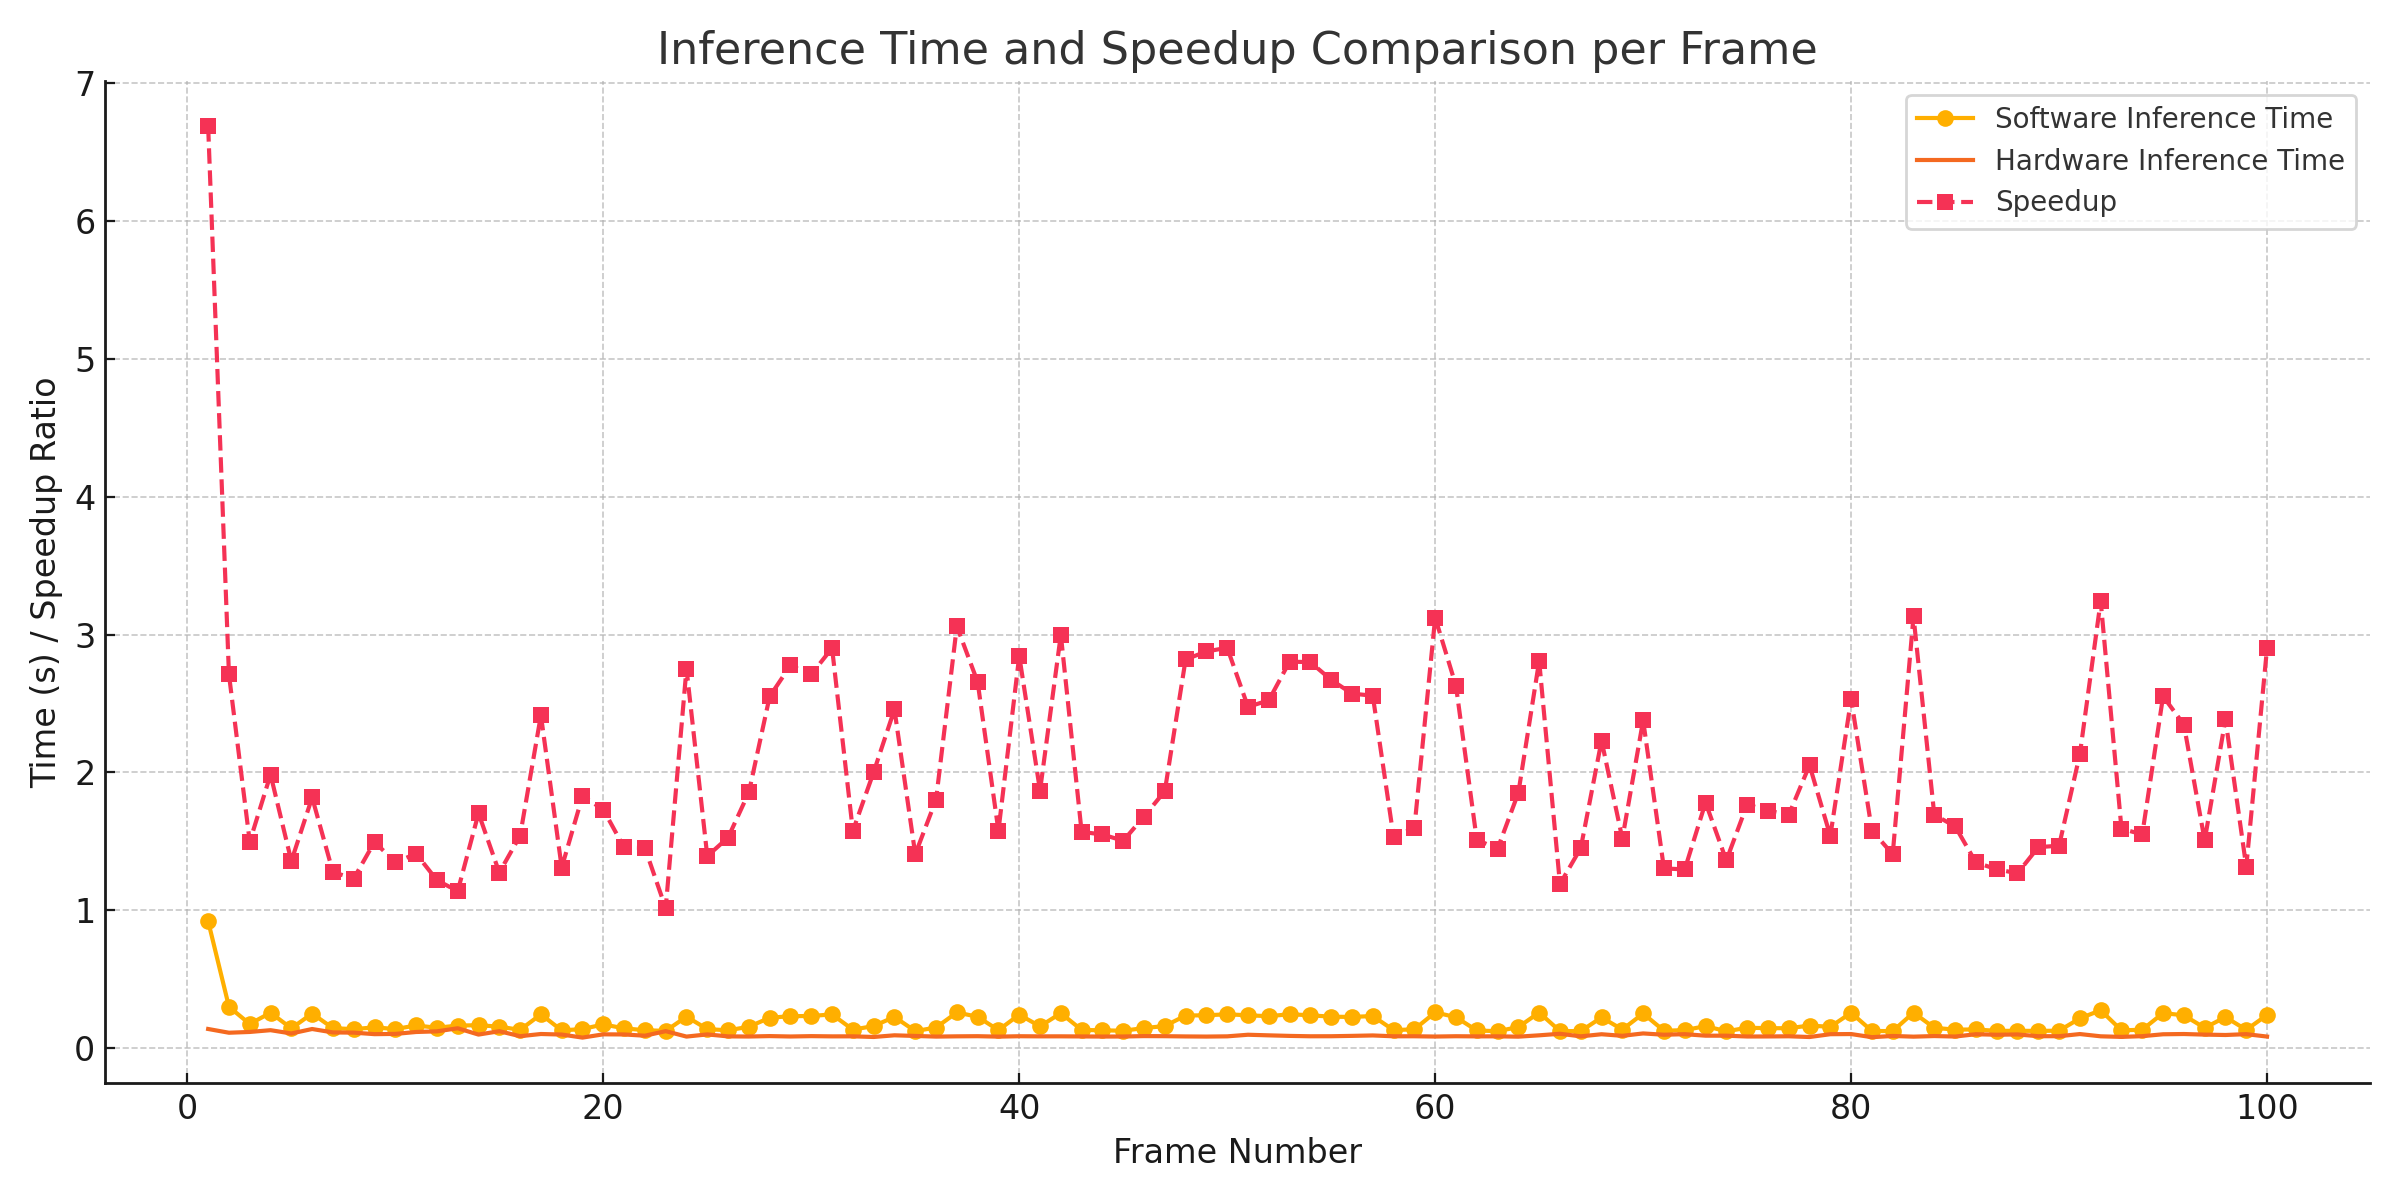 Inference Time and Speedup Comparison per Frame
Software Inference Time
Hardware Inference Time
Speedup
Time (s) / Speedup Ratio
7
6
5
4
3
2
1
0
0 20 40 60 80 100
Frame Number